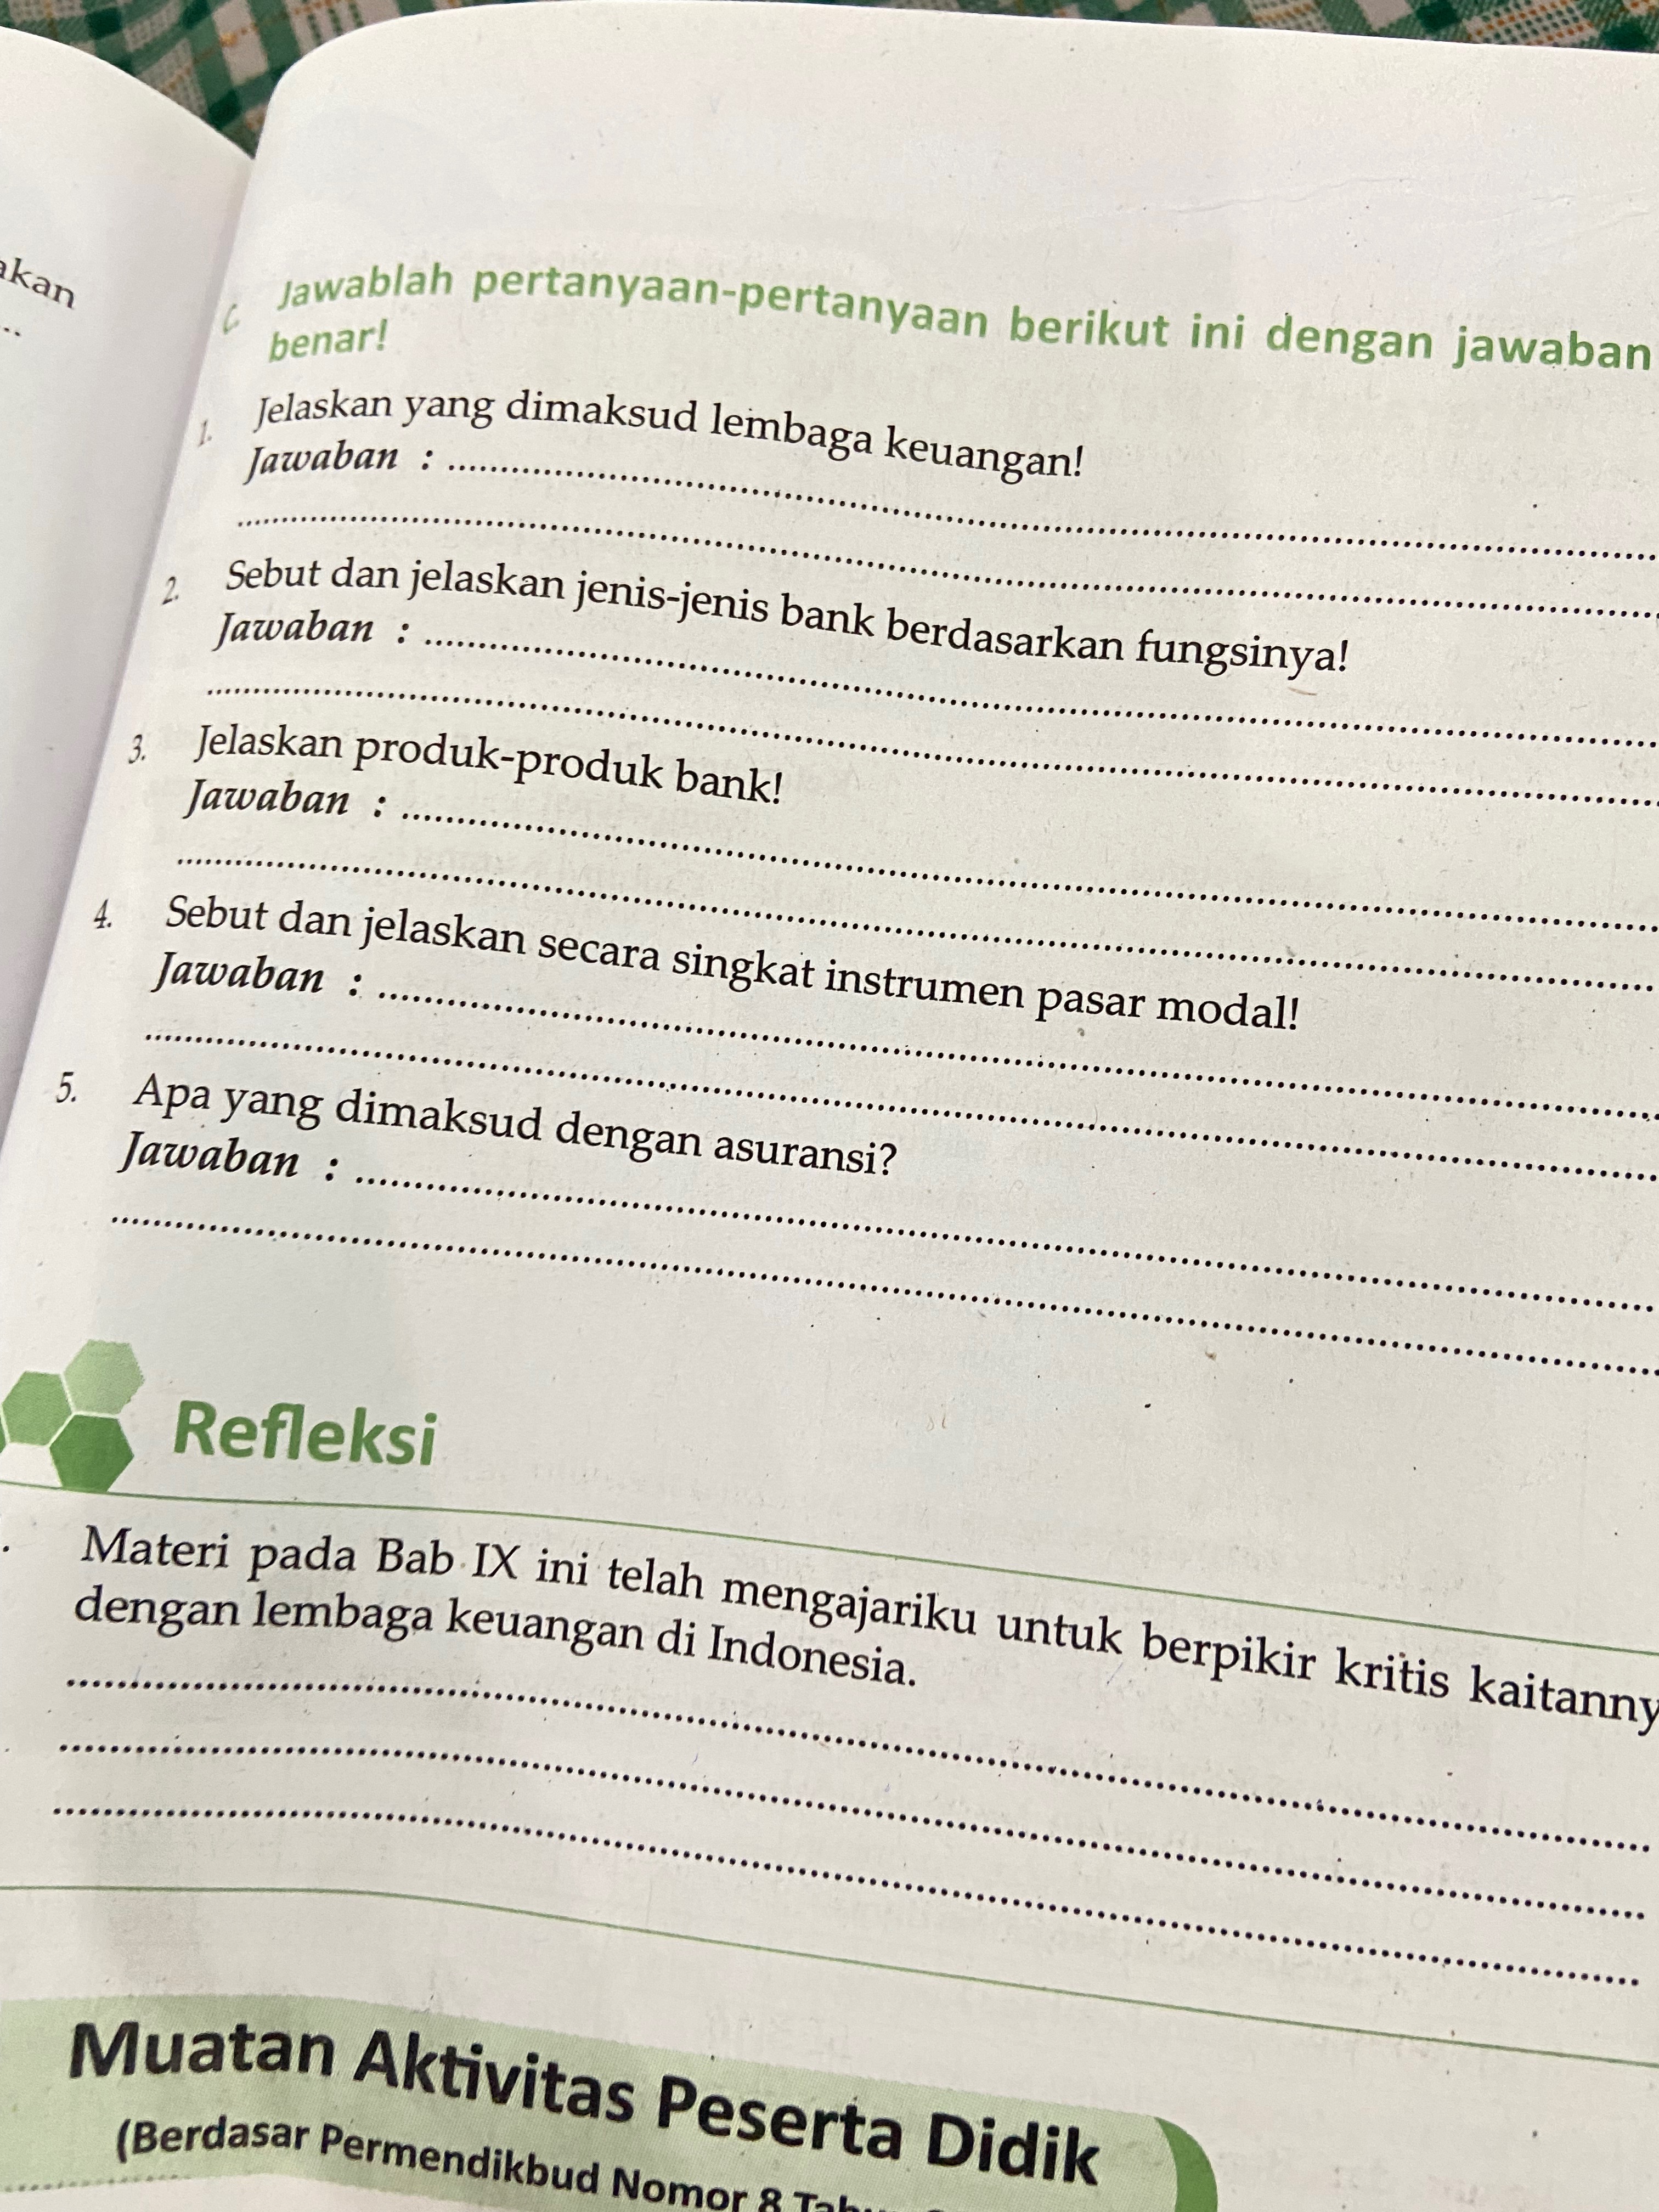 akan
...
C. Jawablah pertanyaan-pertanyaan berikut ini dengan jawaban
benar!
1. Jelaskan yang dimaksud lembaga keuangan!
Jawaban :
2. Sebut dan jelaskan jenis-jenis bank berdasarkan fungsinya!
Jawaban :
3. Jelaskan produk-produk bank!
Jawaban :
4. Sebut dan jelaskan secara singkat instrumen pasar modal!
Jawaban :
5. Apa yang dimaksud dengan asuransi?
Jawaban :
Refleksi
Materi pada Bab IX ini telah mengajariku untuk berpikir kritis kaitanny
dengan lembaga keuangan di Indonesia.
Muatan Aktivitas Peserta Didik
(Berdasar Permendikbud Nomor 8